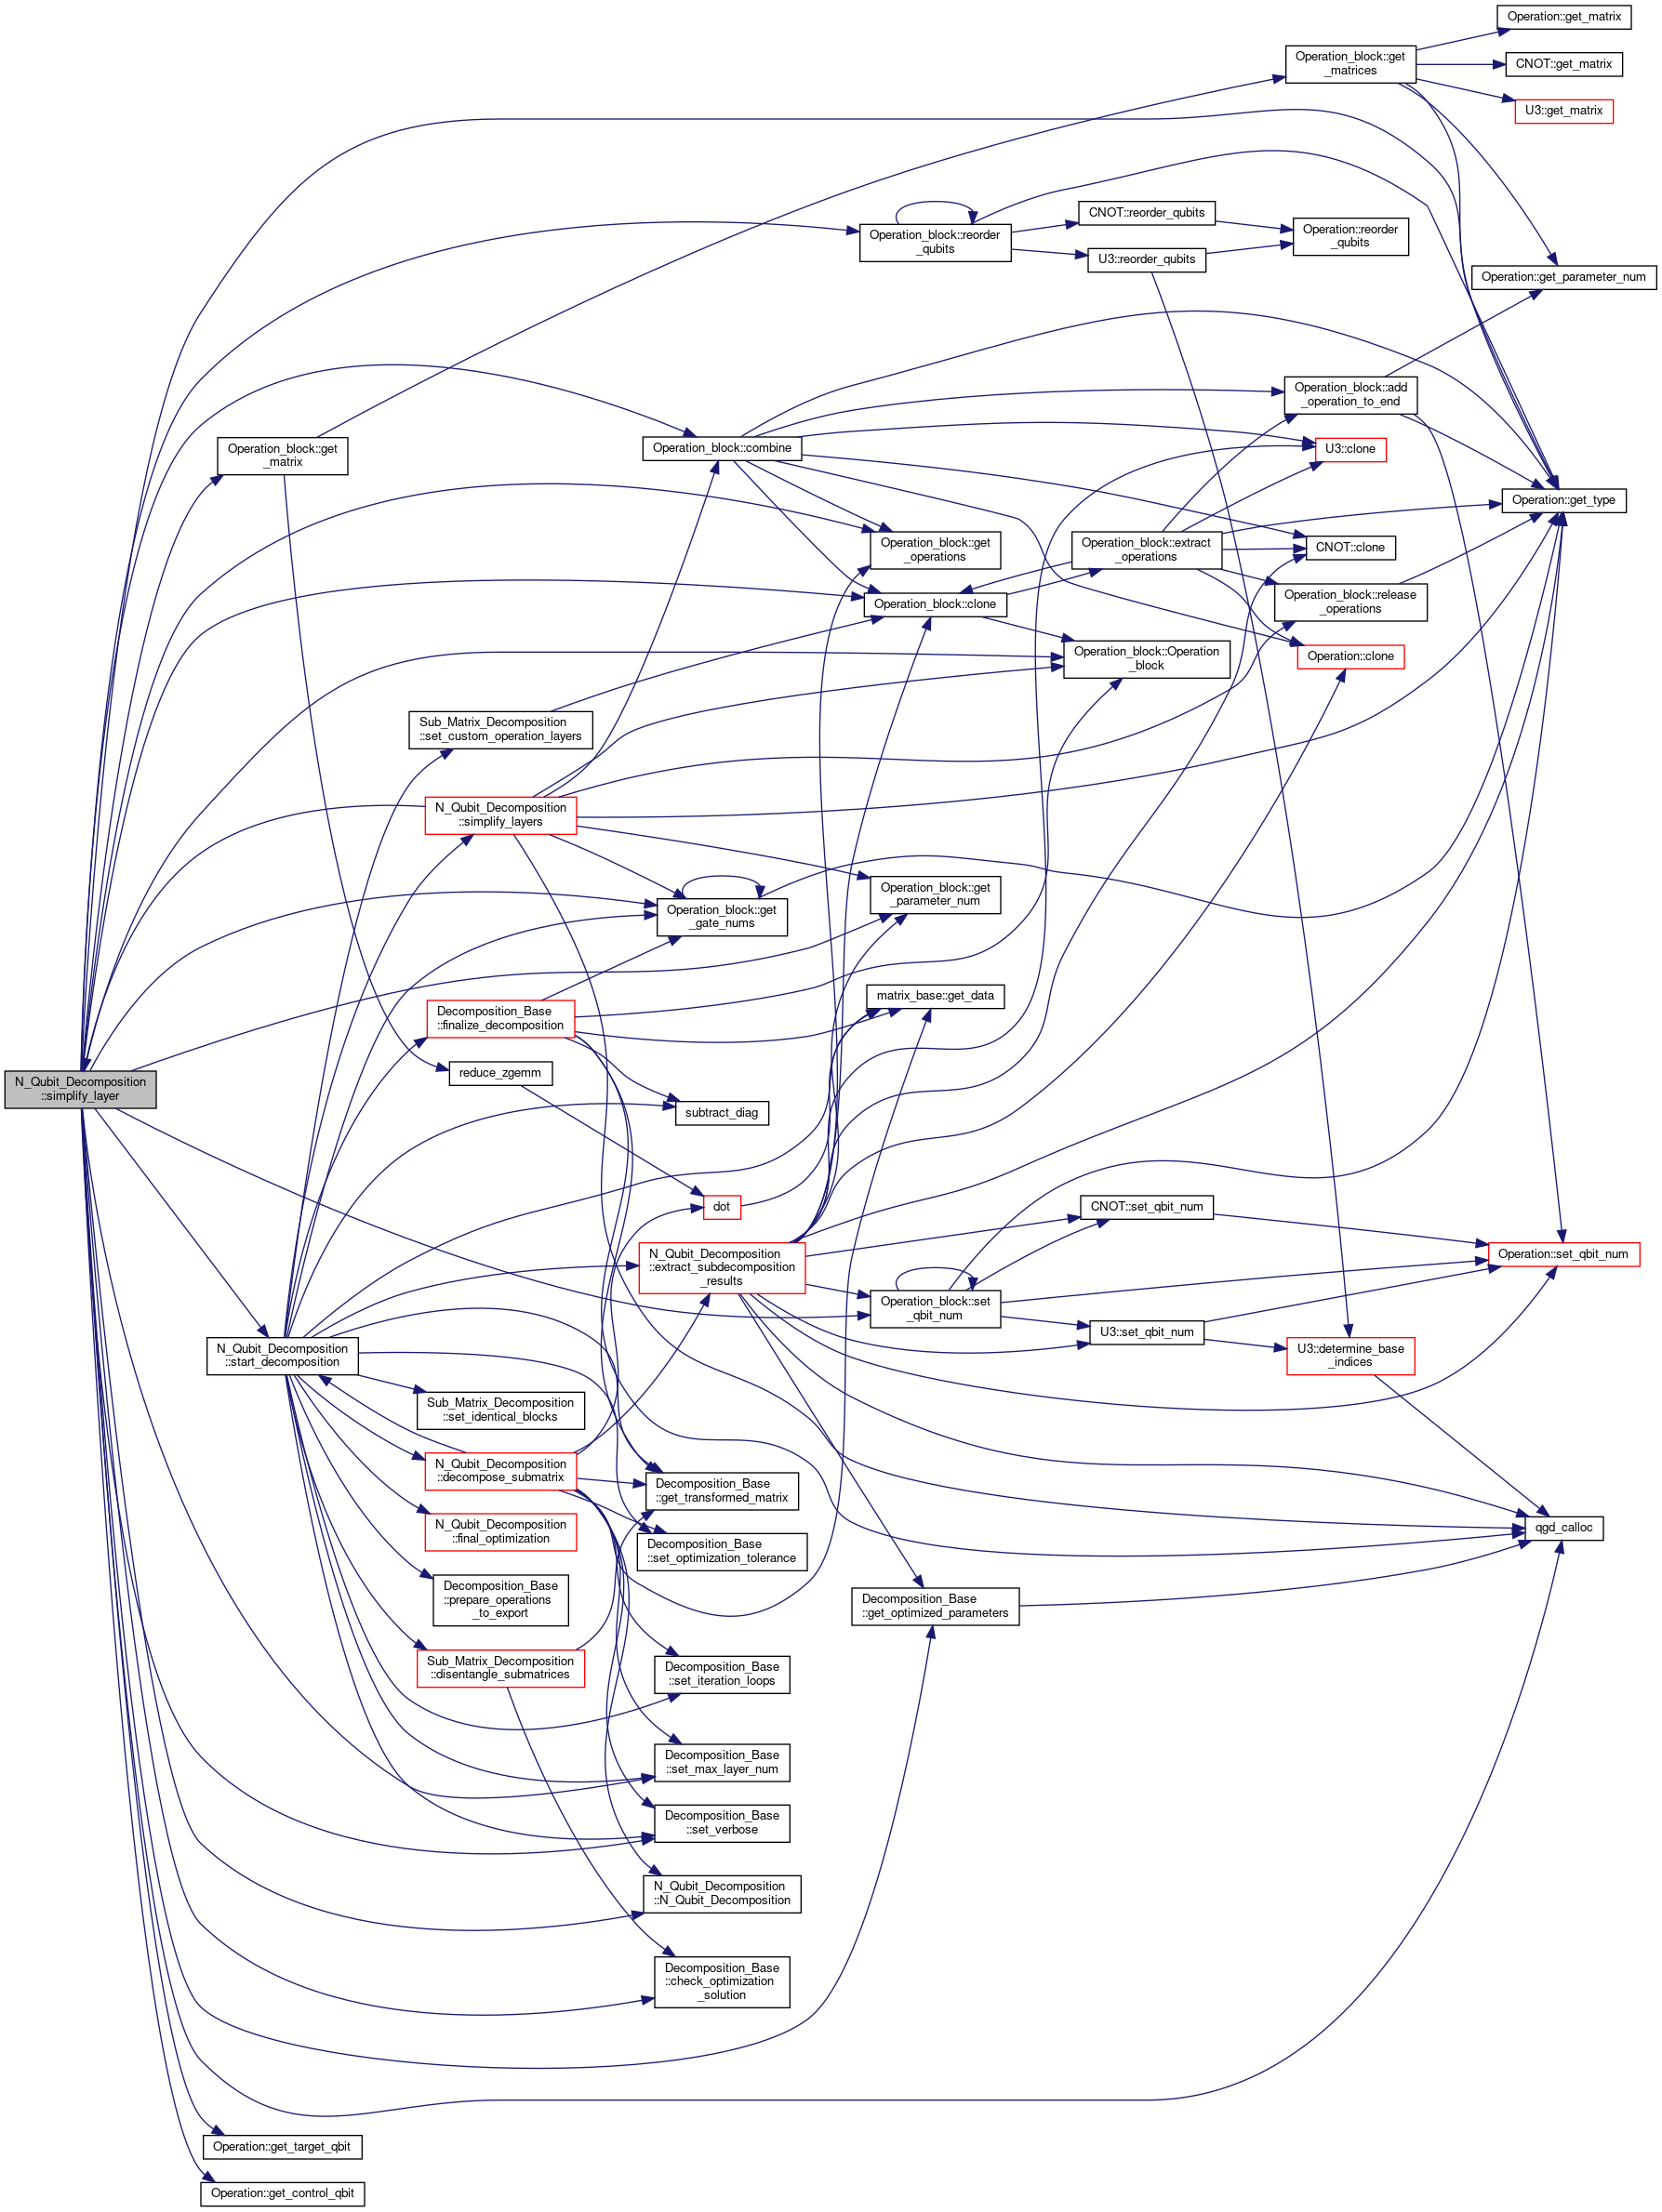 Operation::get_matrix
Operation_block::get
_matrices
CNOT::get_matrix
U3::get_matrix
CNOT::reorder_qubits
Operation_block::reorder
_qubits
Operation::reorder
_qubits
U3::reorder_qubits
Operation::get_parameter_num
Operation_block::add
_operation_to_end
Operation_block::get
_matrix
Operation_block::combine
U3::clone
Operation::get_type
Operation_block::get
_operations
Operation_block::extract
_operations
CNOT::clone
Operation_block::clone
Operation_block::release
_operations
Operation_block::Operation
_block
Operation::clone
Sub_Matrix_Decomposition
::set_custom_operation_layers
N_Qubit_Decomposition
::simplify_layers
Operation_block::get
_gate_nums
Operation_block::get
_parameter_num
matrix_base::get_data
Decomposition_Base
::finalize_decomposition
N_Qubit_Decomposition
::simplify_layer
reduce_zgemm
subtract_diag
dot
CNOT::set_qbit_num
N_Qubit_Decomposition
::extract_subdecomposition
_results
Operation::set_qbit_num
Operation_block::set
_qbit_num
U3::set_qbit_num
U3::determine_base
_indices
N_Qubit_Decomposition
::start_decomposition
Sub_Matrix_Decomposition
::set_identical_blocks
N_Qubit_Decomposition
::decompose_submatrix
Decomposition_Base
::get_transformed_matrix
N_Qubit_Decomposition
::final_optimization
qgd_calloc
Decomposition_Base
::set_optimization_tolerance
Decomposition_Base
::prepare_operations
_to_export
Decomposition_Base
::get_optimized_parameters
Sub_Matrix_Decomposition
::disentangle_submatrices
Decomposition_Base
::set_iteration_loops
Decomposition_Base
::set_max_layer_num
Decomposition_Base
::set_verbose
N_Qubit_Decomposition
::N_Qubit_Decomposition
Decomposition_Base
::check_optimization
_solution
Operation::get_target_qbit
Operation::get_control_qbit